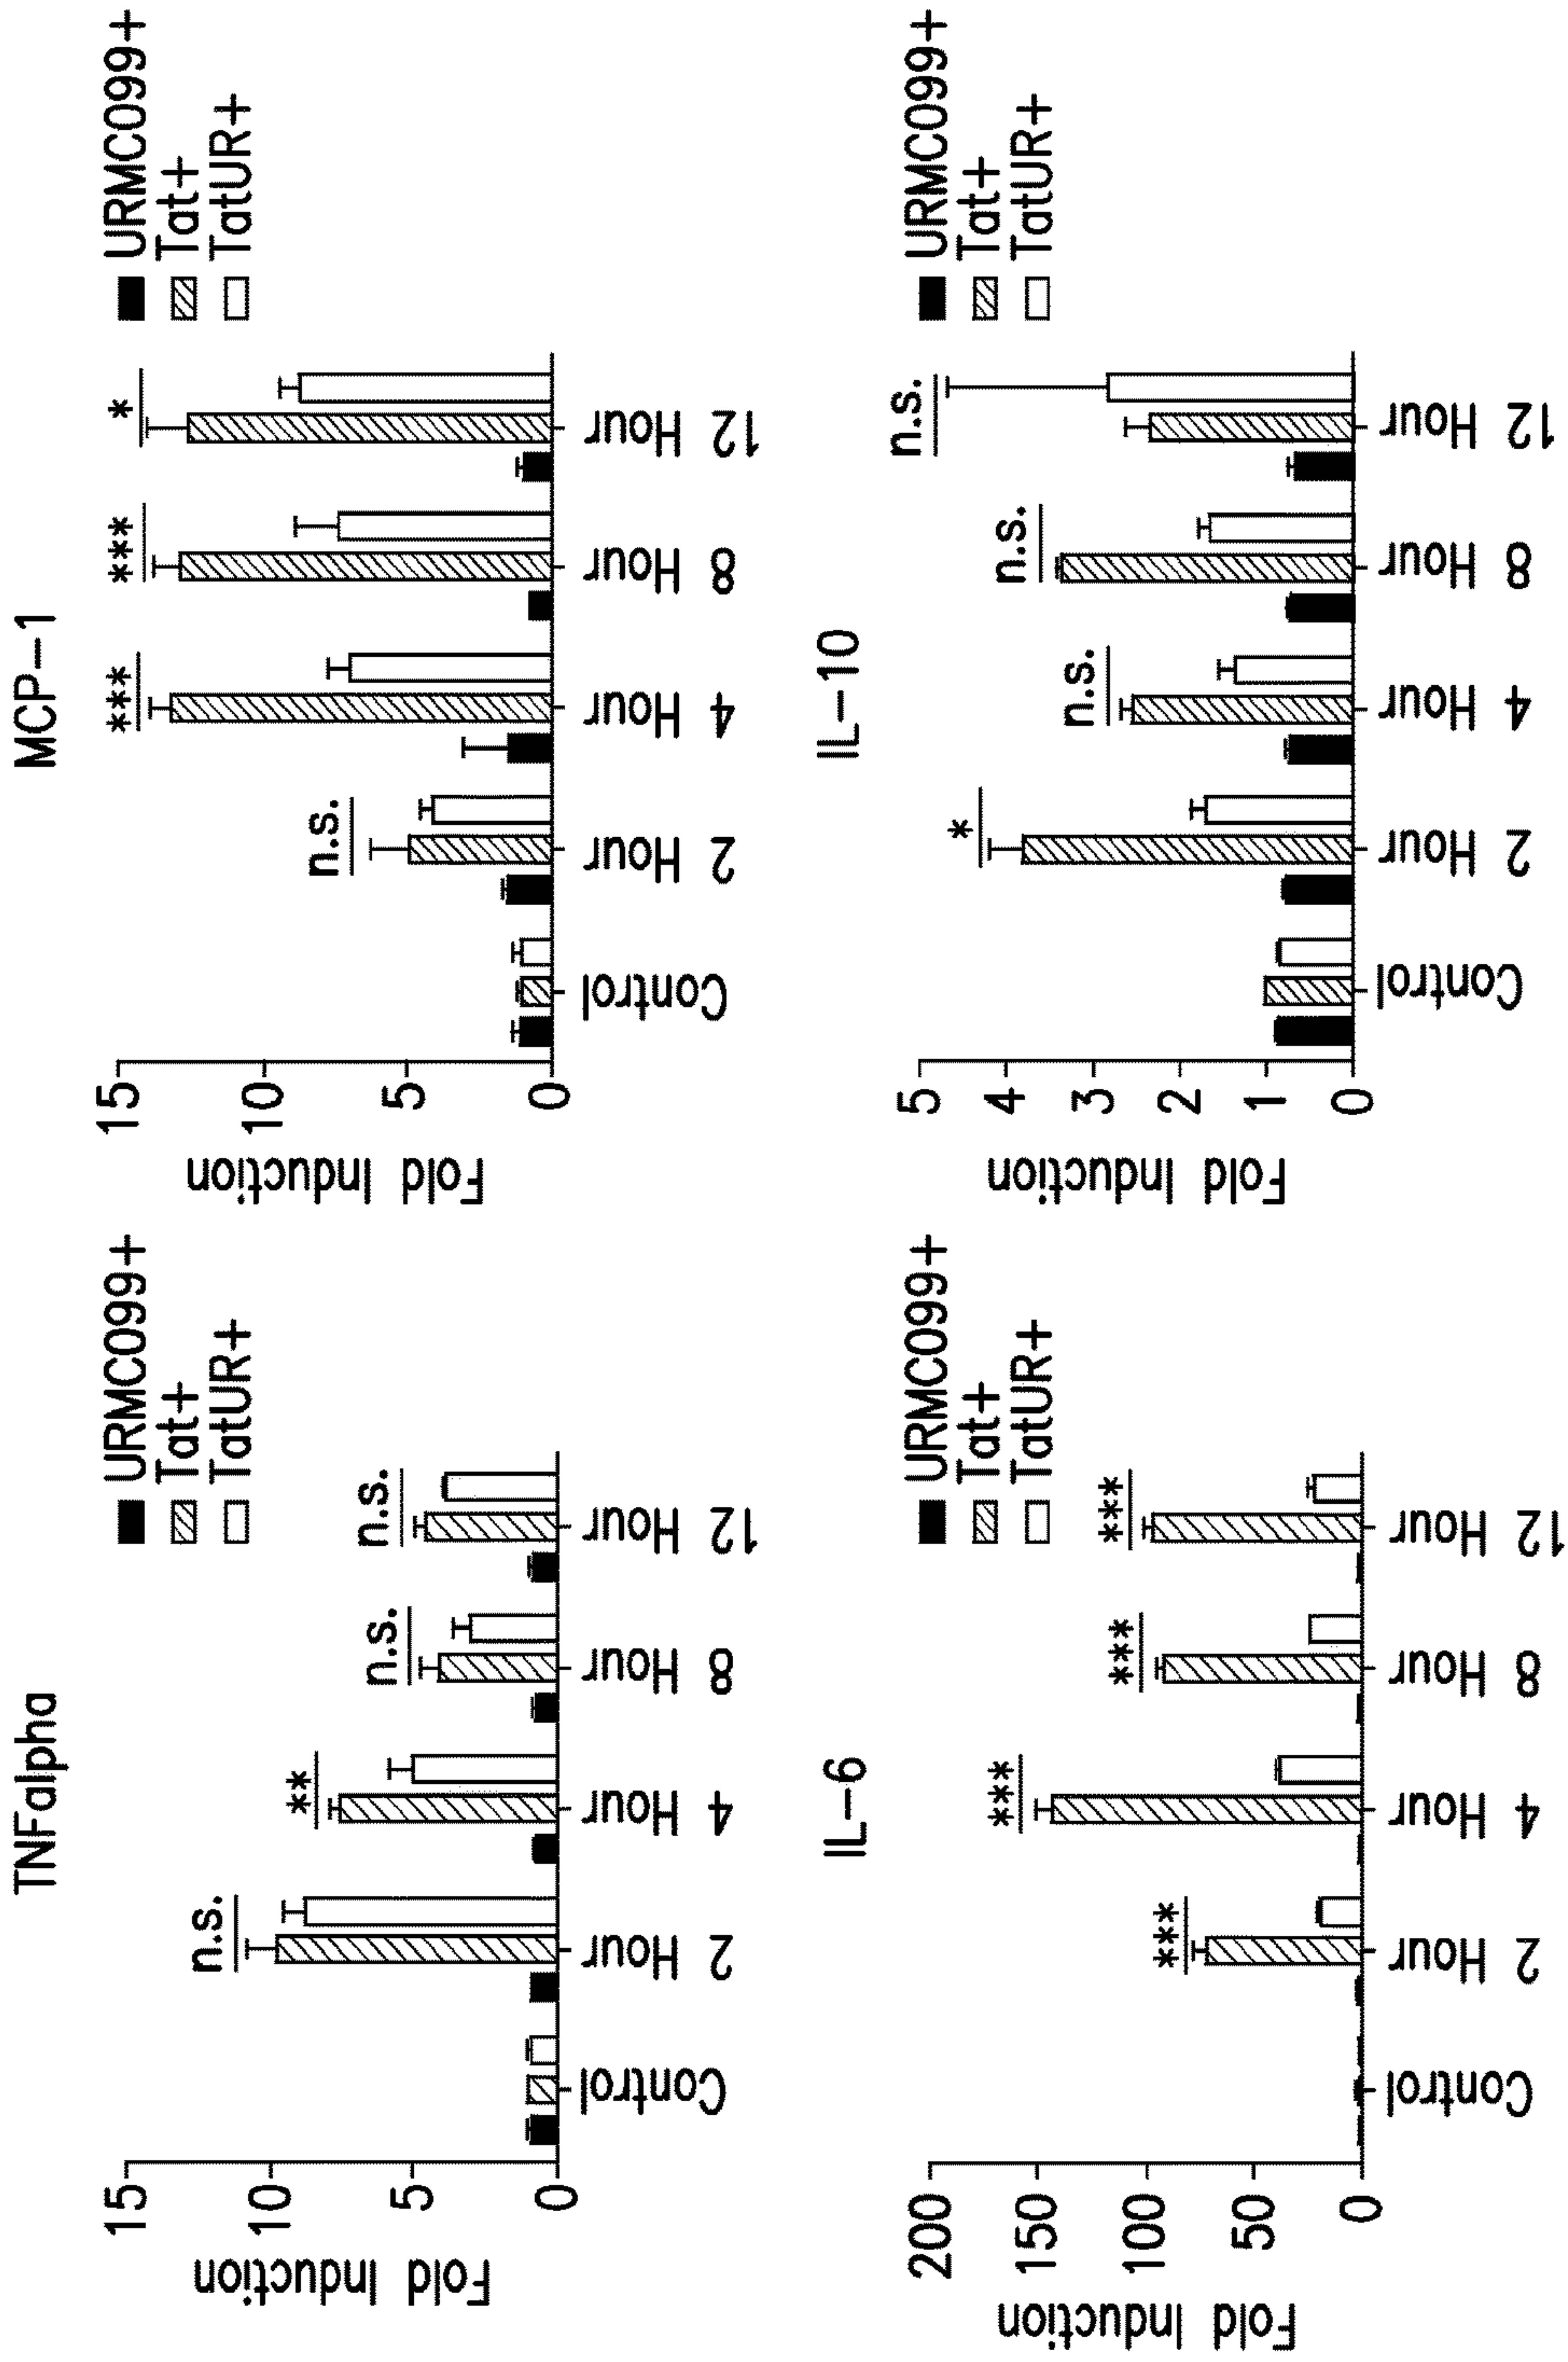 TNFalpha
URMC099+
Tat+
TatUR+
Fold Induction
15
10
5
0
n.s.
**
n.s.
n.s.
Control
2 Hour
4 Hour
8 Hour
12 Hour
MCP-1
URMC099+
Tat+
TatUR+
Fold Induction
15
10
5
0
n.s.
***
***
*
Control
2 Hour
4 Hour
8 Hour
12 Hour
IL-6
URMC099+
Tat+
TatUR+
Fold Induction
200
150
100
50
0
***
***
***
***
Control
2 Hour
4 Hour
8 Hour
12 Hour
IL-10
URMC099+
Tat+
TatUR+
Fold Induction
5
4
3
2
1
0
*
n.s.
n.s.
n.s.
Control
2 Hour
4 Hour
8 Hour
12 Hour